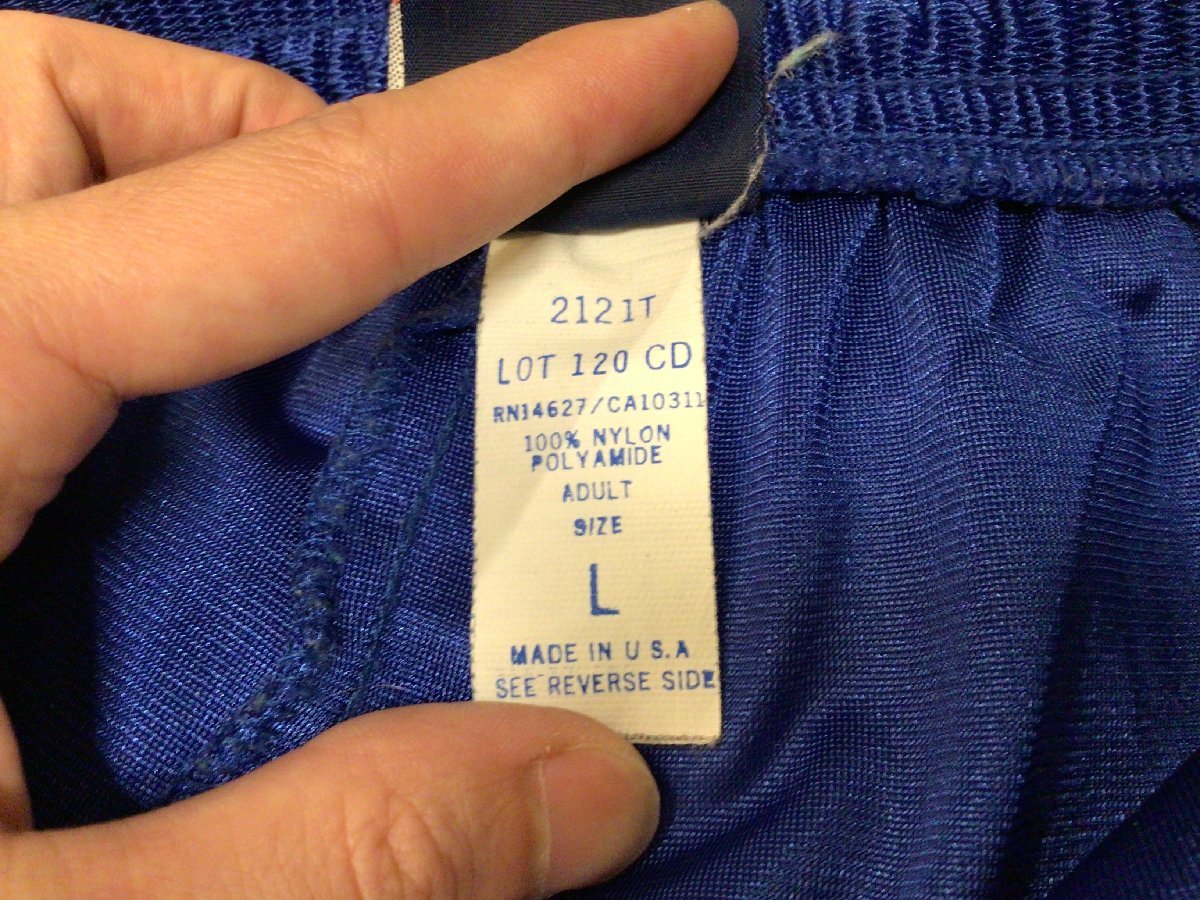 2121T
LOT 120 CD
RN14627/CA10311
100% NYLON
POLYAMIDE
ADULT
SIZE
L
MADE IN U S.A
SEE REVERSE SIDE